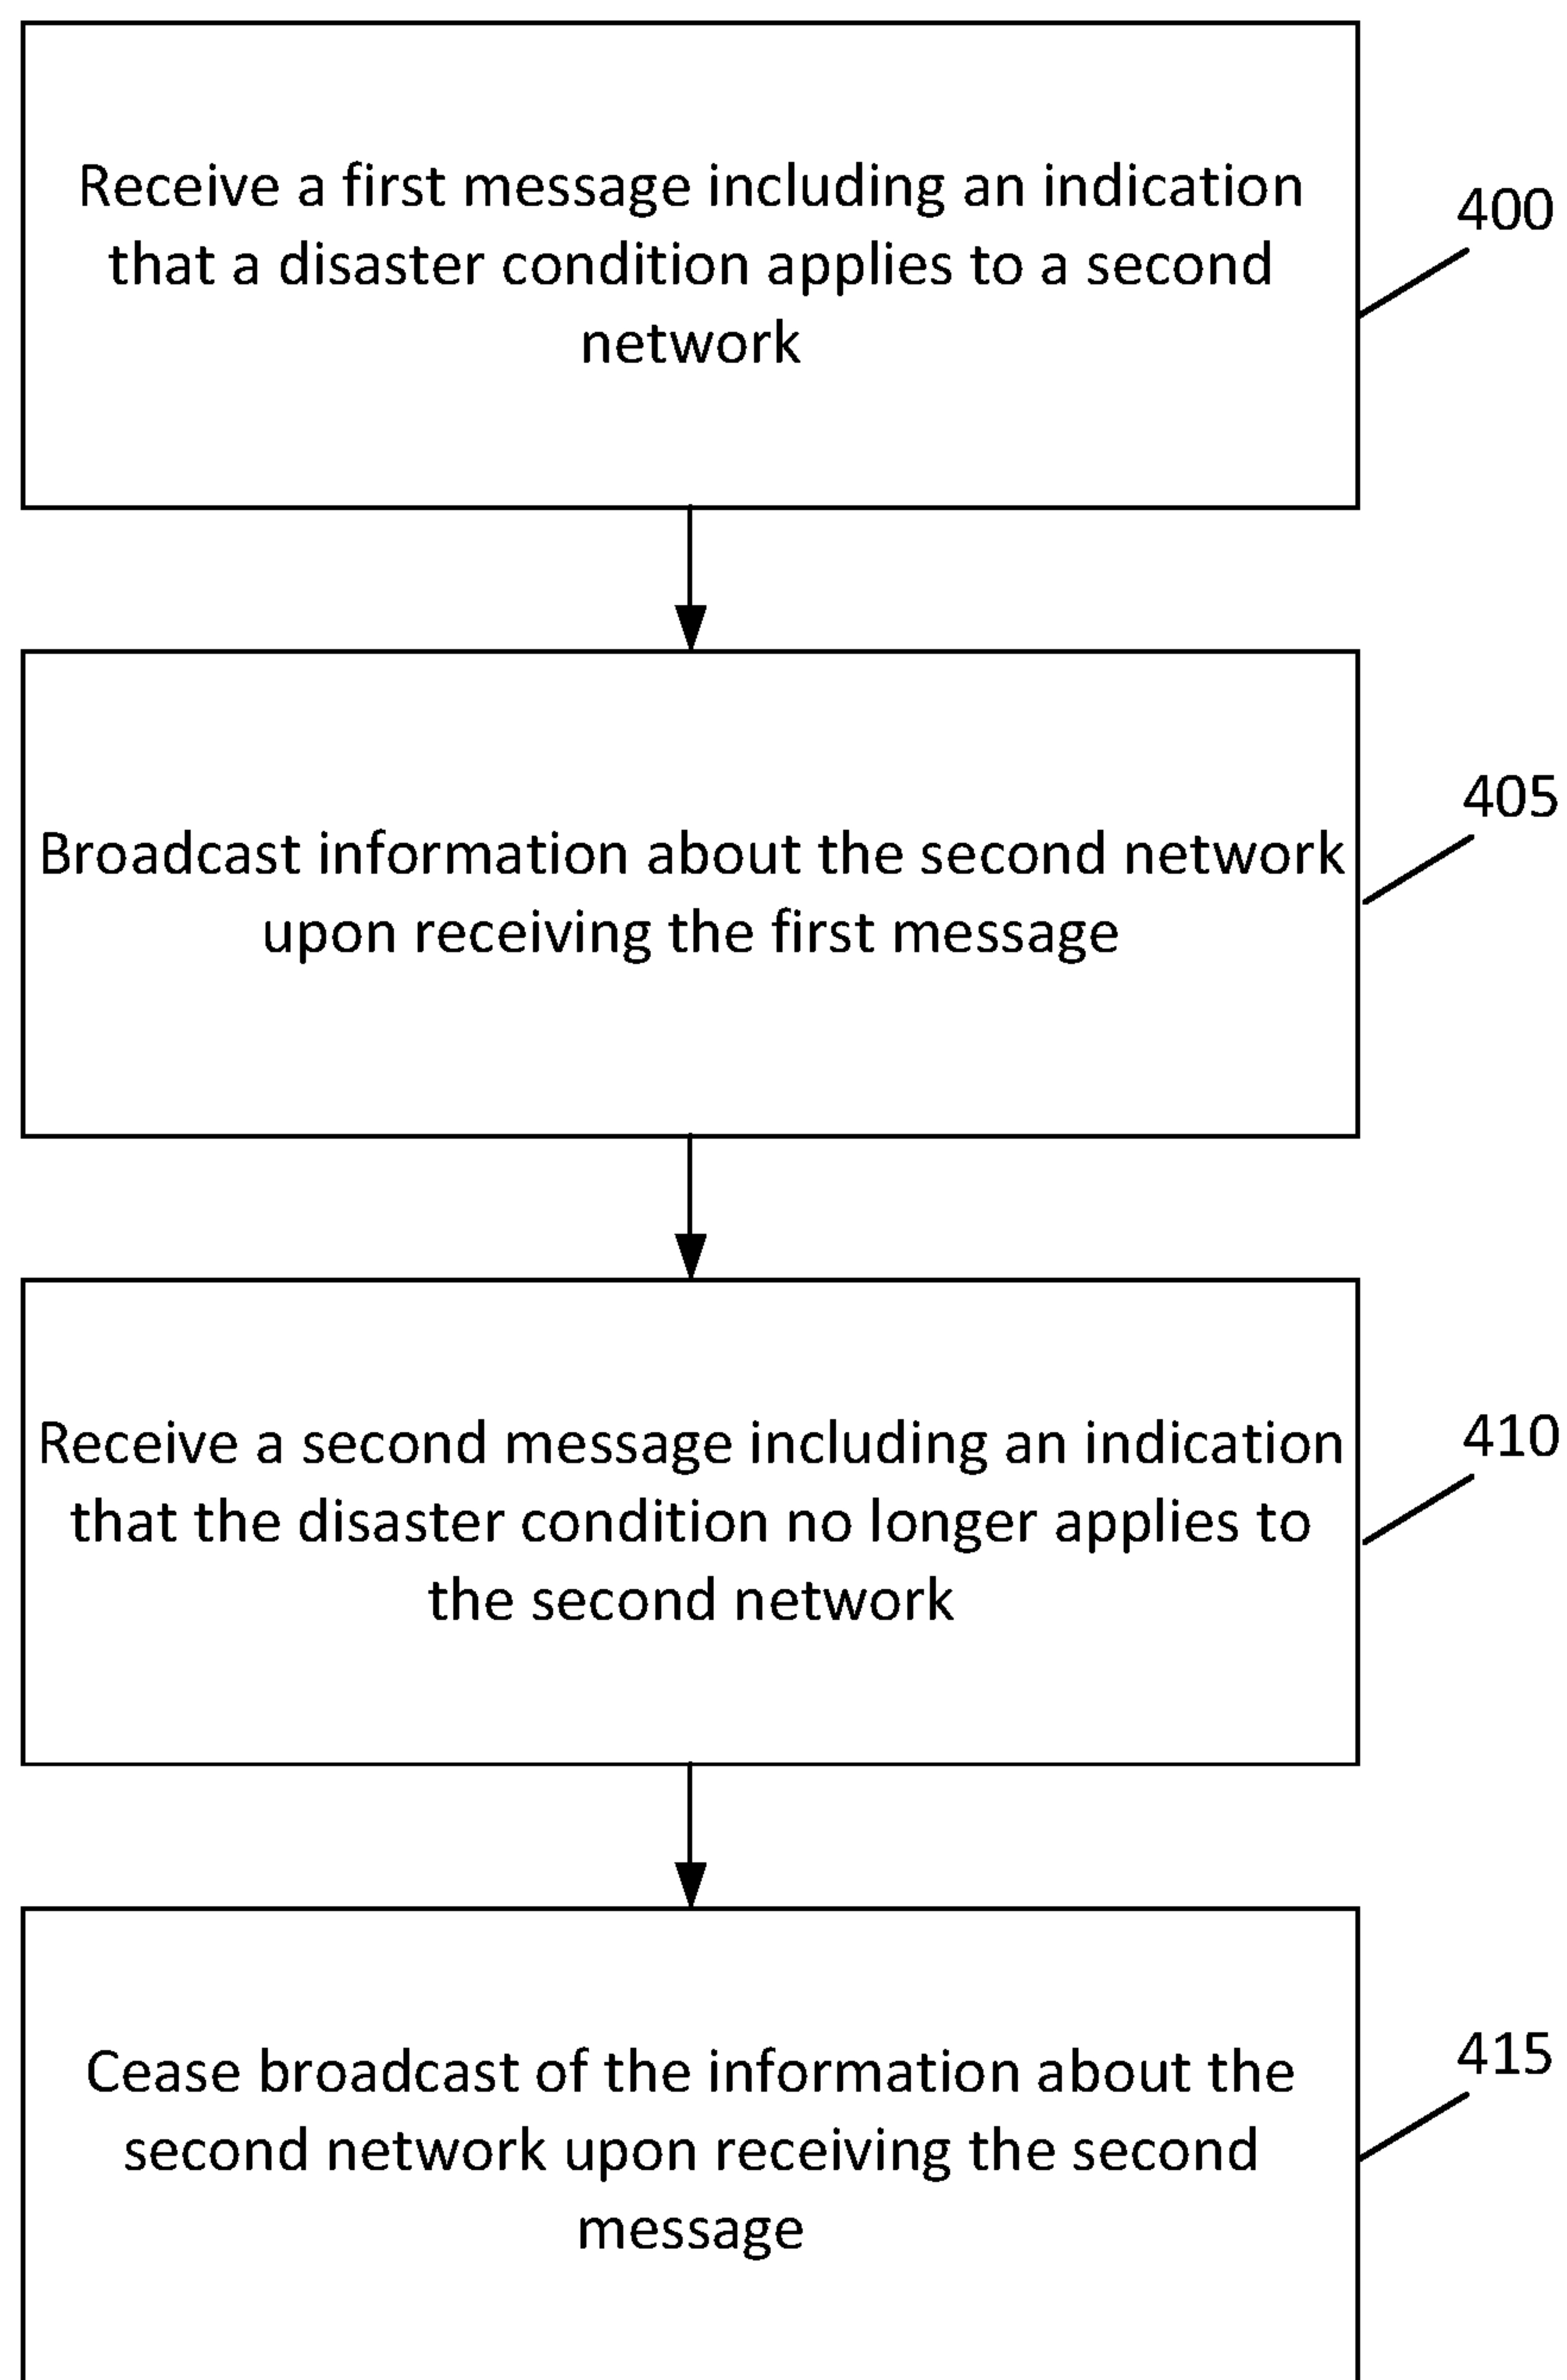 Receive a first message including an indication
that a disaster condition applies to a second
network
400
Broadcast information about the second network
upon receiving the first message
405
Receive a second message including an indication
that the disaster condition no longer applies to
the second network
410
Cease broadcast of the information about the
second network upon receiving the second
message
415